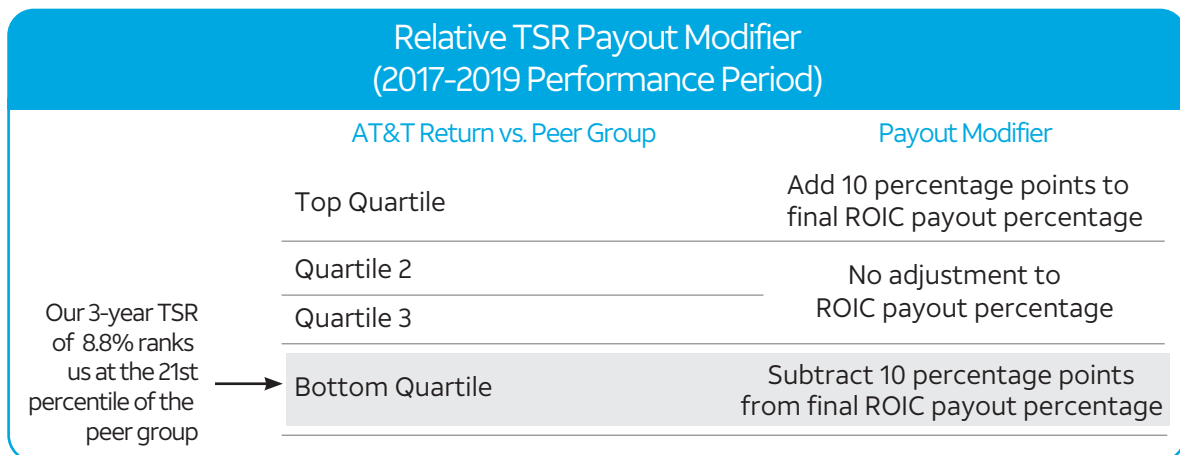 Relative TSR Payout Modifier
(2017-2019 Performance Period)
AT&T Return vs. Peer Group
Payout Modifier
Top Quartile
Add 10 percentage points to
final ROIC payout percentage
Quartile 2
Quartile 3
No adjustment to
ROIC payout percentage
Our 3-year TSR
of 8.8% ranks
us at the 21st
percentile of the
peer group
Bottom Quartile
Subtract 10 percentage points
from final ROIC payout percentage